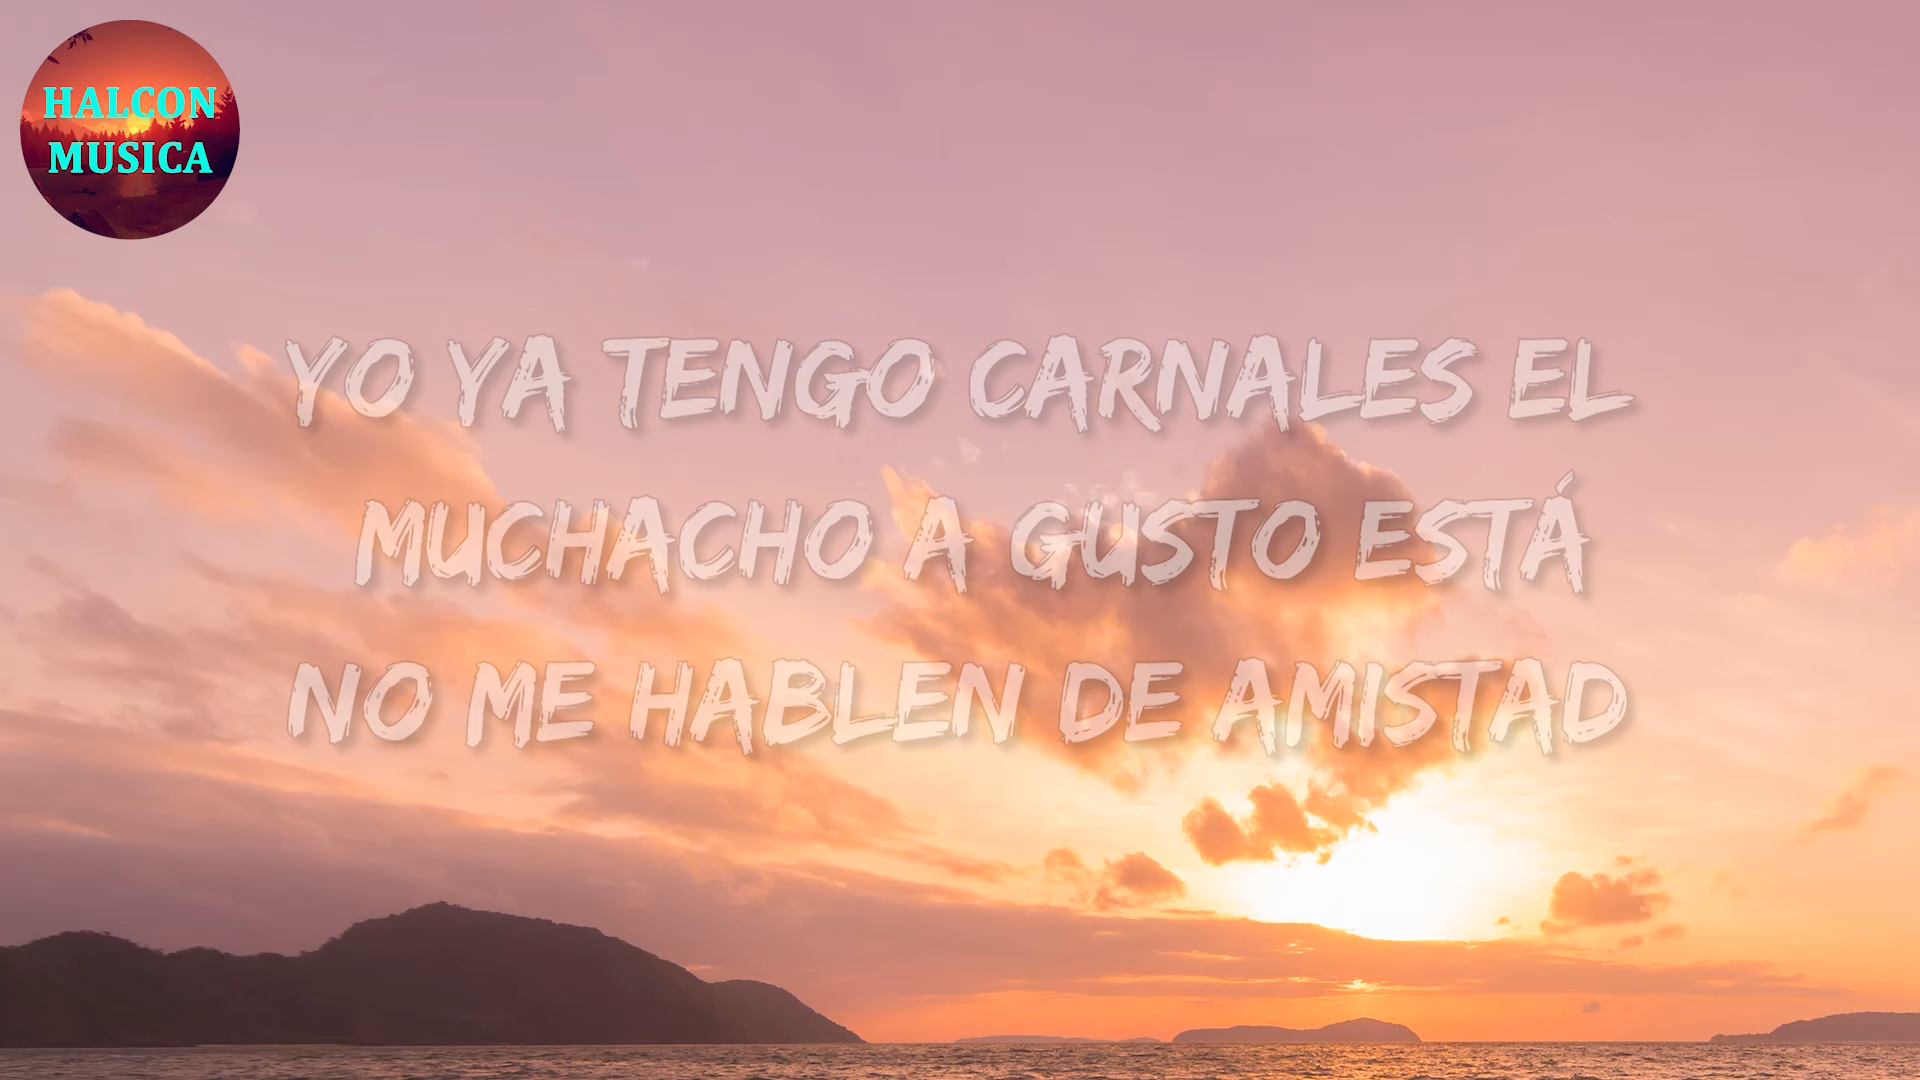 HALCON
MUSICA
YO YA TENGO CARNALES EL
MUCHACHO A GUSTO ESTÁ
NO ME HABLEN DE AMISTAD